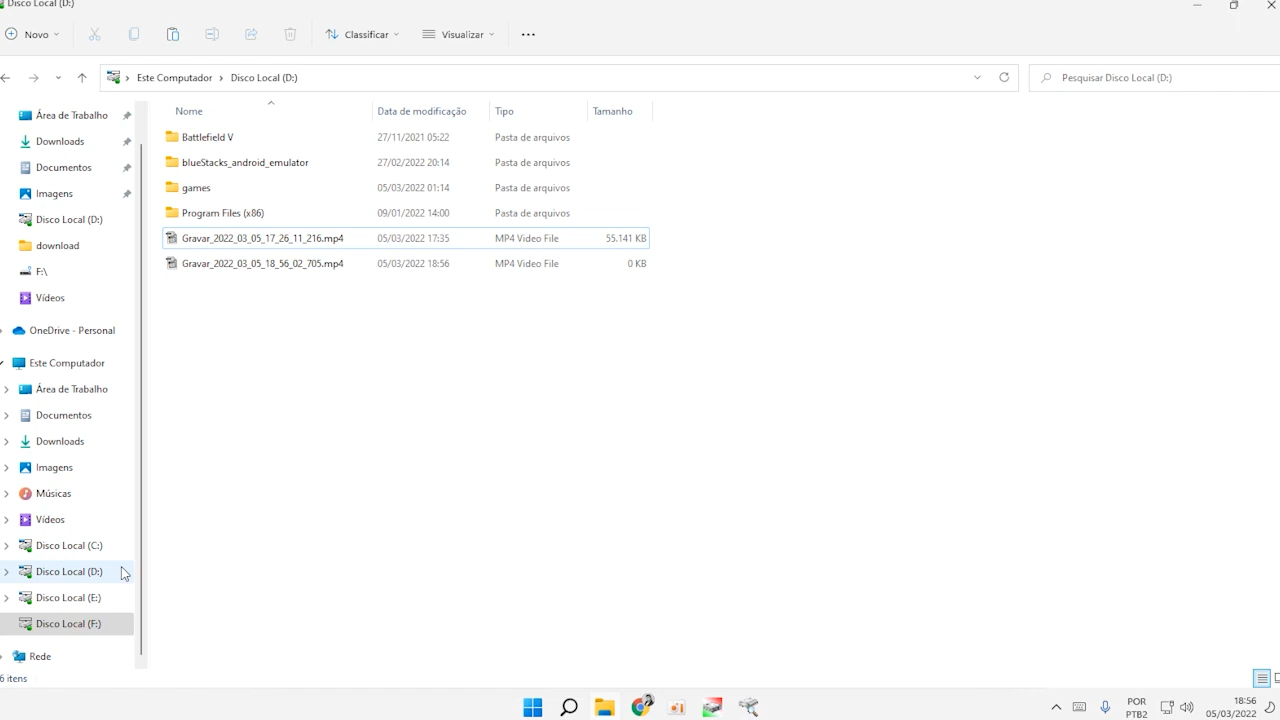 Disco Local (D:)
Novo
Classificar
Visualizar
Este Computador > Disco Local (D:)
Pesquisar Disco Local (D:)
Nome Data de modificação Tipo Tamanho
Battlefield V 27/11/2021 05:22 Pasta de arquivos
blueStacks_android_emulator 27/02/2022 20:14 Pasta de arquivos
games 05/03/2022 01:14 Pasta de arquivos
Program Files (x86) 09/01/2022 14:00 Pasta de arquivos
Gravar_2022_03_05_17_26_11_216.mp4 05/03/2022 17:35 MP4 Video File 55.141 KB
Gravar_2022_03_05_18_56_02_705.mp4 05/03/2022 18:56 MP4 Video File 0 KB
Área de Trabalho
Downloads
Documentos
Imagens
Disco Local (D:)
download
F:\
Vídeos
OneDrive - Personal
Este Computador
Área de Trabalho
Documentos
Downloads
Imagens
Músicas
Vídeos
Disco Local (C:)
Disco Local (D:)
Disco Local (E:)
Disco Local (F:)
Rede
6 itens
POR
PTB2
18:56
05/03/2022